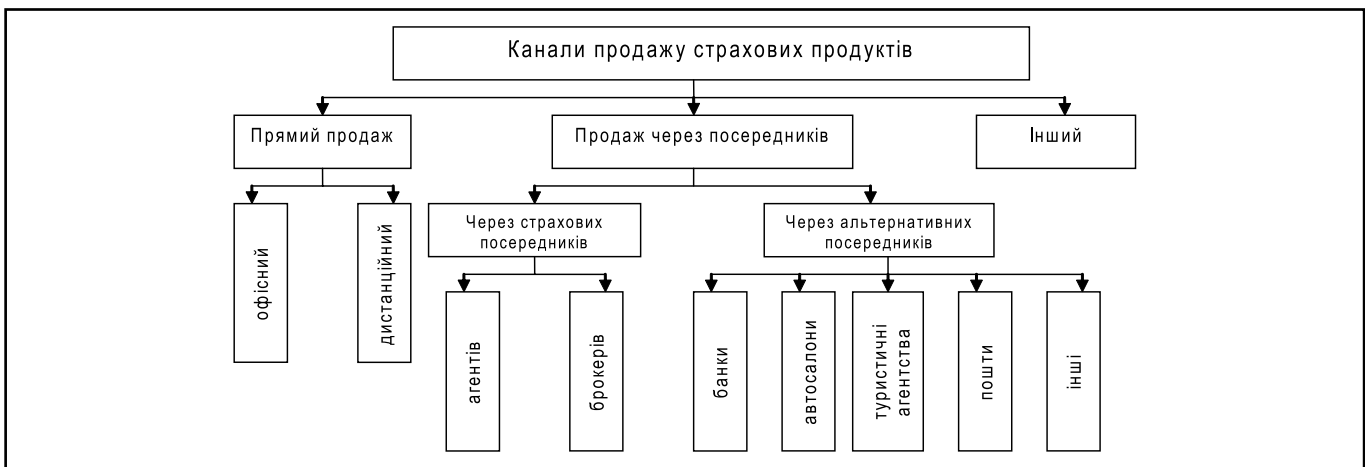 Канали продажу страхових продуктів
Прямий продаж
Продаж через посередників
Інший
офісний
дистанційний
Через страхових
посередників
Через альтернативних
посередників
агентів
брокерів
банки
автосалони
туристичні
агентства
пошти
інші